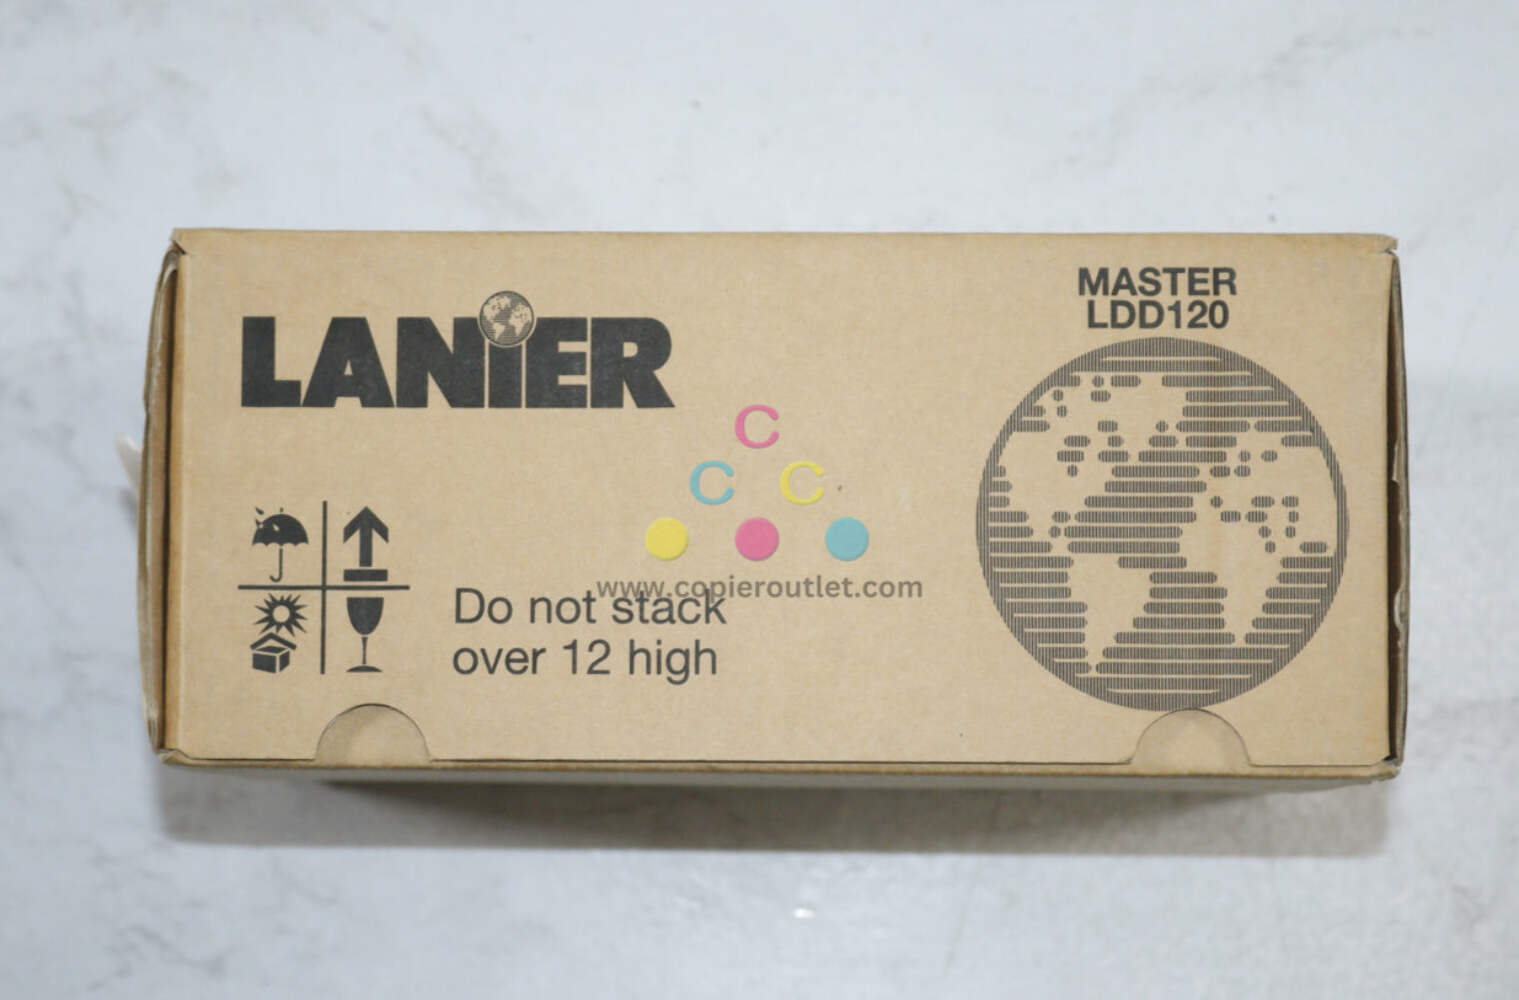 LANIER
MASTER
LDD120
C
C C
www.copieroutlet.com
Do not stack
over 12 high